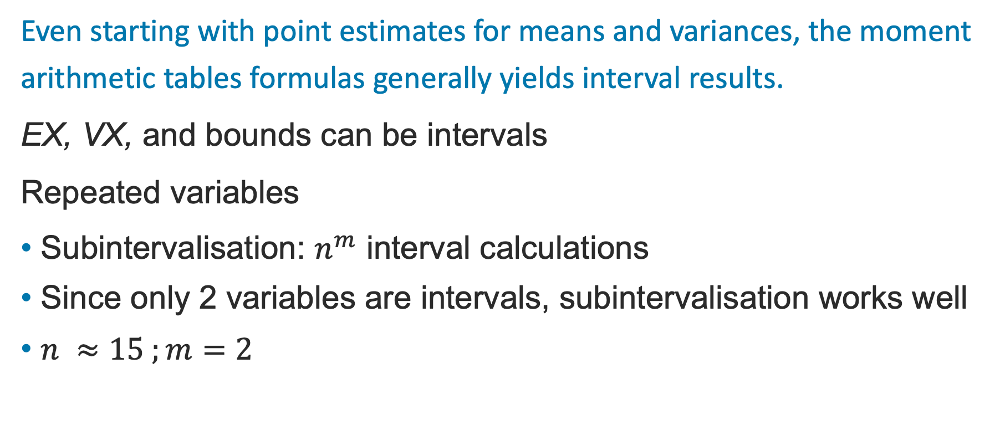 Even starting with point estimates for means and variances, the moment
arithmetic tables formulas generally yields interval results.
EX, VX, and bounds can be intervals
Repeated variables
• Subintervalisation: nᵐ interval calculations
• Since only 2 variables are intervals, subintervalisation works well
• n ≈ 15 ; m = 2